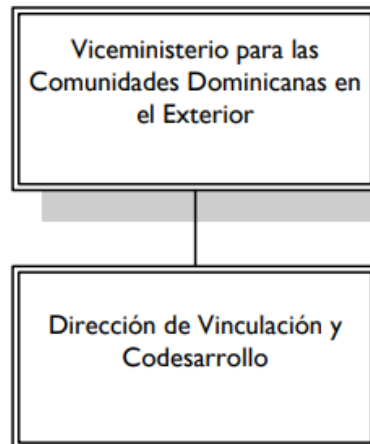 Viceministerio para las
Comunidades Dominicanas en
el Exterior
Dirección de Vinculación y
Codesarrollo